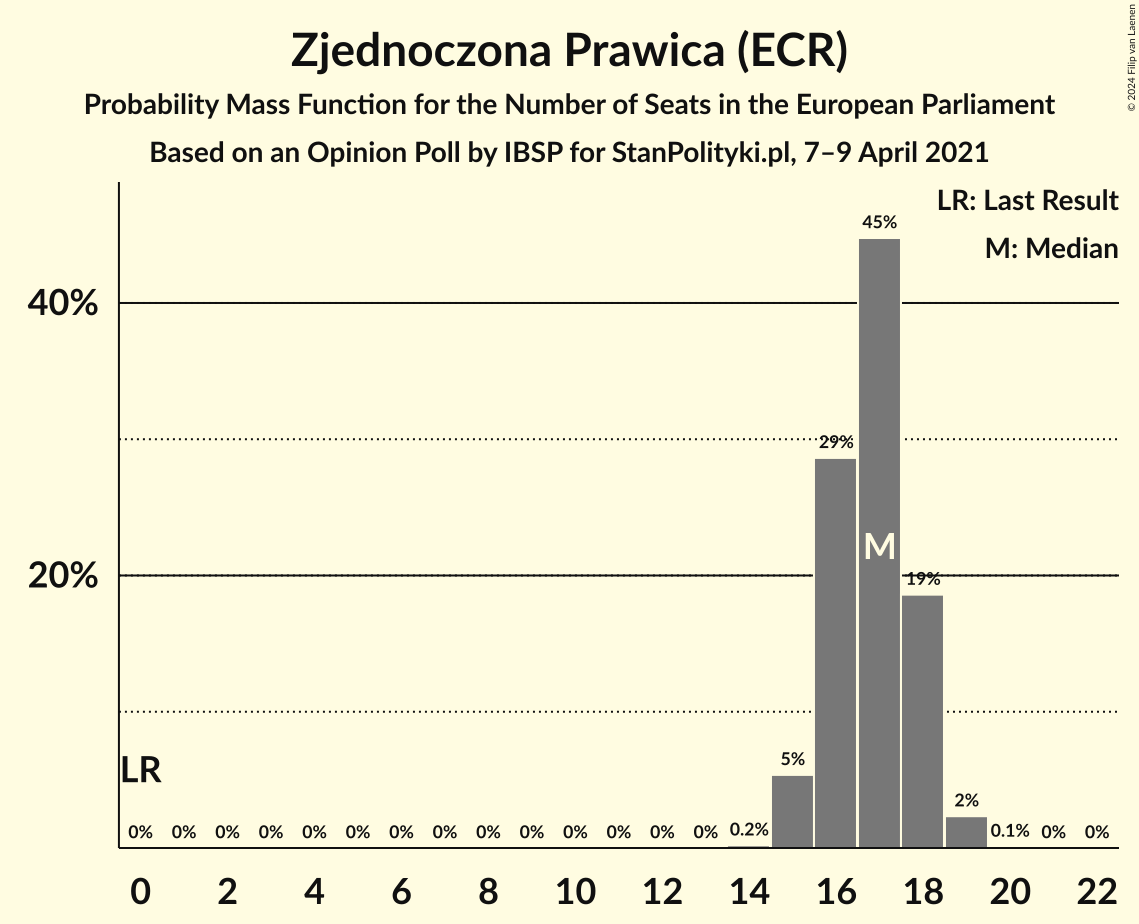 Zjednoczona Prawica (ECR)
Probability Mass Function for the Number of Seats in the European Parliament
Based on an Opinion Poll by IBSP for StanPolityki.pl, 7–9 April 2021
© 2024 Filip van Laenen
LR: Last Result
M: Median
45%
40%
29%
M
20%
19%
LR
5%
2%
0% 0% 0% 0% 0% 0% 0% 0% 0% 0% 0% 0% 0% 0% 0.2% 0.1% 0% 0%
0 2 4 6 8 10 12 14 16 18 20 22